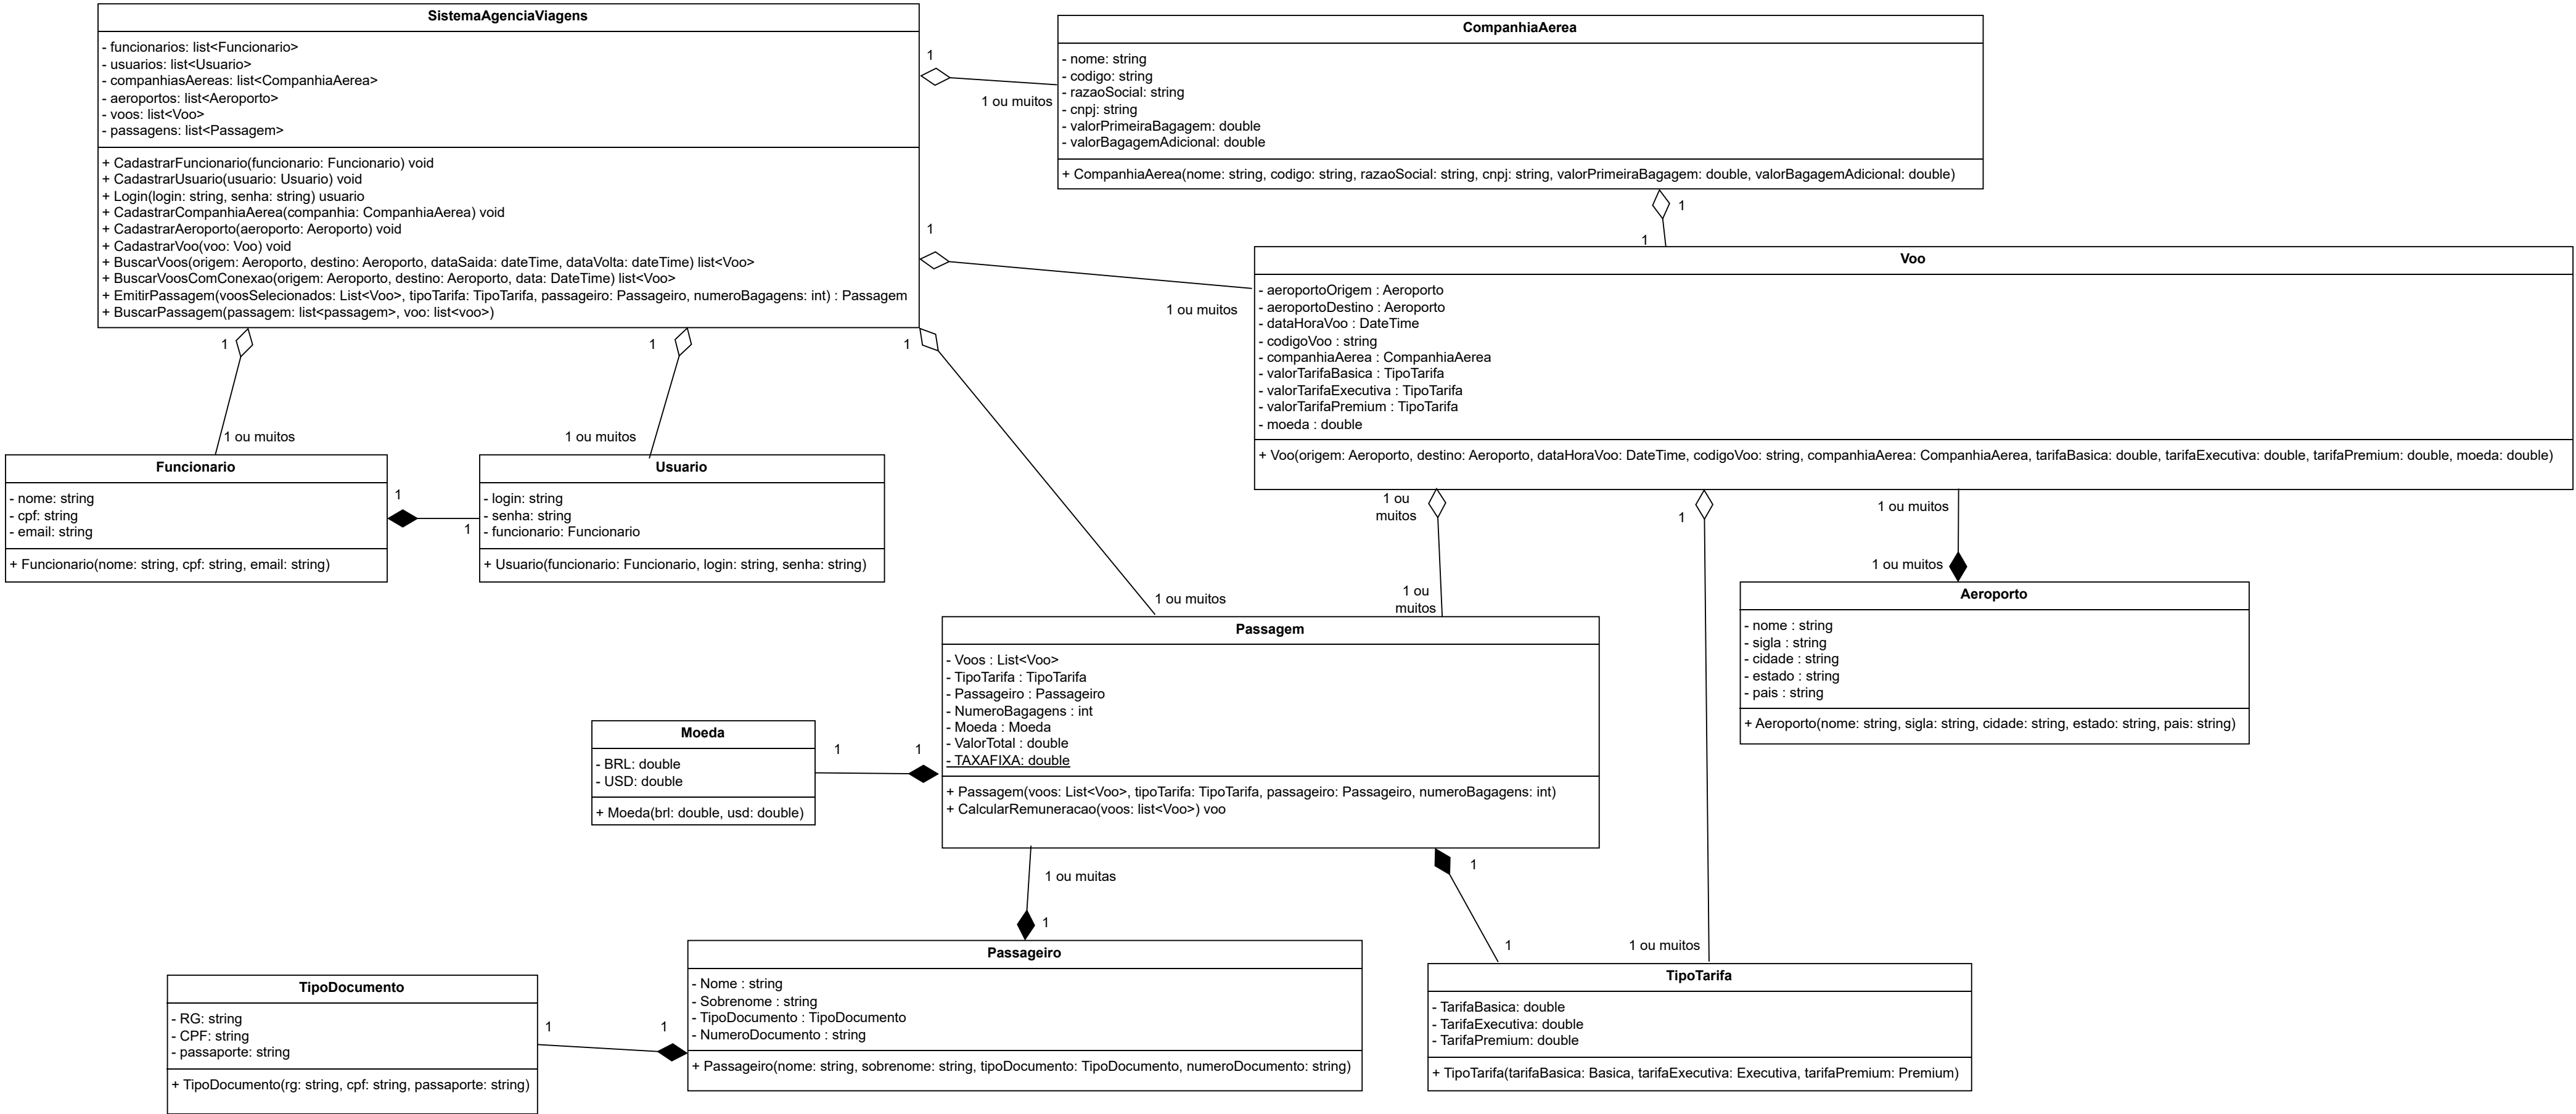 SistemaAgenciaViagens
- funcionarios: list<Funcionario>
- usuarios: list<Usuario>
- companhiasAereas: list<CompanhiaAerea>
- aeroportos: list<Aeroporto>
- voos: list<Voo>
- passagens: list<Passagem>
+ CadastrarFuncionario(funcionario: Funcionario) void
+ CadastrarUsuario(usuario: Usuario) void
+ Login(login: string, senha: string) usuario
+ CadastrarCompanhiaAerea(companhia: CompanhiaAerea) void
+ CadastrarAeroporto(aeroporto: Aeroporto) void
+ CadastrarVoo(voo: Voo) void
+ BuscarVoos(origem: Aeroporto, destino: Aeroporto, dataSaida: dateTime, dataVolta: dateTime) list<Voo>
+ BuscarVoosComConexao(origem: Aeroporto, destino: Aeroporto, data: DateTime) list<Voo>
+ EmitirPassagem(voosSelecionados: List<Voo>, tipoTarifa: TipoTarifa, passageiro: Passageiro, numeroBagagens: int) : Passagem
+ BuscarPassagem(passagem: list<passagem>, voo: list<voo>)
1
1 ou muitos
CompanhiaAerea
- nome: string
- codigo: string
- razaoSocial: string
- cnpj: string
- valorPrimeiraBagagem: double
- valorBagagemAdicional: double
+ CompanhiaAerea(nome: string, codigo: string, razaoSocial: string, cnpj: string, valorPrimeiraBagagem: double, valorBagagemAdicional: double)
1
1
1
1 ou muitos
Voo
- aeroportoOrigem : Aeroporto
- aeroportoDestino : Aeroporto
- dataHoraVoo : DateTime
- codigoVoo : string
- companhiaAerea : CompanhiaAerea
- valorTarifaBasica : TipoTarifa
- valorTarifaExecutiva : TipoTarifa
- valorTarifaPremium : TipoTarifa
- moeda : double
+ Voo(origem: Aeroporto, destino: Aeroporto, dataHoraVoo: DateTime, codigoVoo: string, companhiaAerea: CompanhiaAerea, tarifaBasica: double, tarifaExecutiva: double, tarifaPremium: double, moeda: double)
1
1
1
1 ou muitos
1 ou muitos
Funcionario
- nome: string
- cpf: string
- email: string
+ Funcionario(nome: string, cpf: string, email: string)
1
1
Usuario
- login: string
- senha: string
- funcionario: Funcionario
+ Usuario(funcionario: Funcionario, login: string, senha: string)
1 ou
muitos
1
1 ou muitos
1 ou muitos
1 ou muitos
1 ou
muitos
Aeroporto
- nome : string
- sigla : string
- cidade : string
- estado : string
- pais : string
+ Aeroporto(nome: string, sigla: string, cidade: string, estado: string, pais: string)
Passagem
- Voos : List<Voo>
- TipoTarifa : TipoTarifa
- Passageiro : Passageiro
- NumeroBagagens : int
- Moeda : Moeda
- ValorTotal : double
- TAXAFIXA: double
+ Passagem(voos: List<Voo>, tipoTarifa: TipoTarifa, passageiro: Passageiro, numeroBagagens: int)
+ CalcularRemuneracao(voos: list<Voo>) voo
Moeda
- BRL: double
- USD: double
+ Moeda(brl: double, usd: double)
1
1
1 ou muitas
1
1
1
1 ou muitos
Passageiro
- Nome : string
- Sobrenome : string
- TipoDocumento : TipoDocumento
- NumeroDocumento : string
+ Passageiro(nome: string, sobrenome: string, tipoDocumento: TipoDocumento, numeroDocumento: string)
TipoDocumento
- RG: string
- CPF: string
- passaporte: string
+ TipoDocumento(rg: string, cpf: string, passaporte: string)
1
1
TipoTarifa
- TarifaBasica: double
- TarifaExecutiva: double
- TarifaPremium: double
+ TipoTarifa(tarifaBasica: Basica, tarifaExecutiva: Executiva, tarifaPremium: Premium)